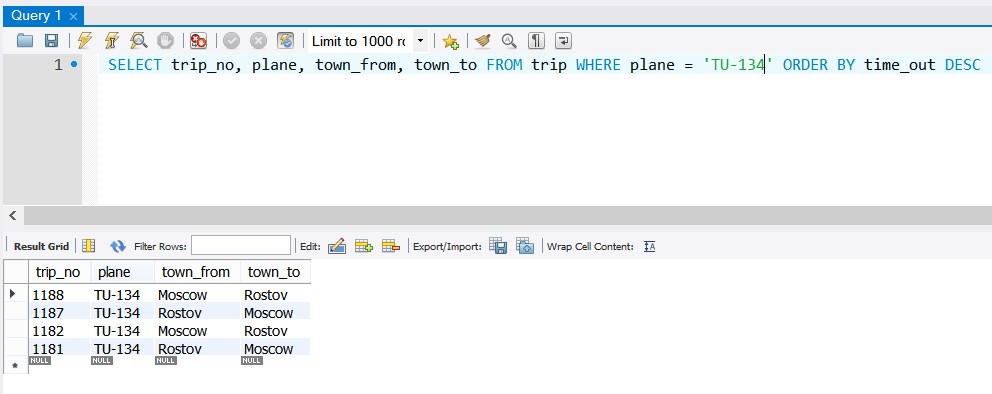 Query 1 ×
Limit to 1000 rc
1 SELECT trip_no, plane, town_from, town_to FROM trip WHERE plane = 'TU-134' ORDER BY time_out DESC
Result Grid Filter Rows: Edit: Export/Import: Wrap Cell Content: IA
trip_no plane town_from town_to
1188 TU-134 Moscow Rostov
1187 TU-134 Rostov Moscow
1182 TU-134 Moscow Rostov
1181 TU-134 Rostov Moscow
NULL NULL NULL NULL